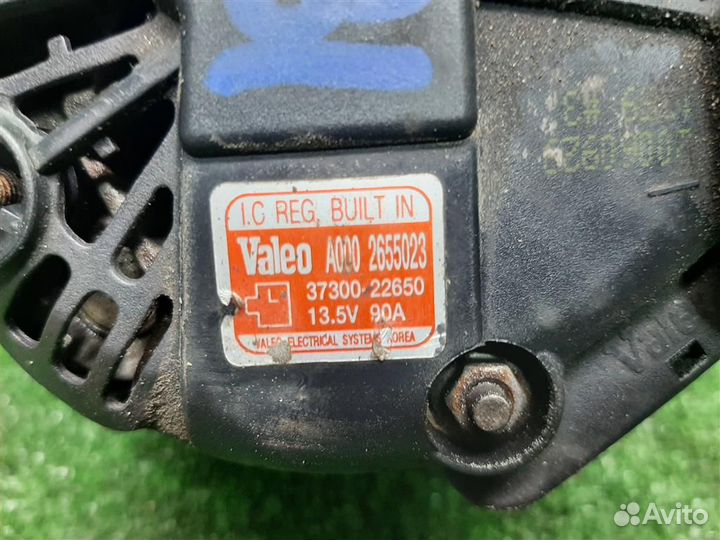 I.C REG, BUILT IN
Valeo A000 2655023
37300-22650
13.5V 90A
VALEO ELECTRICAL SYSTEMS KOREA
Avito